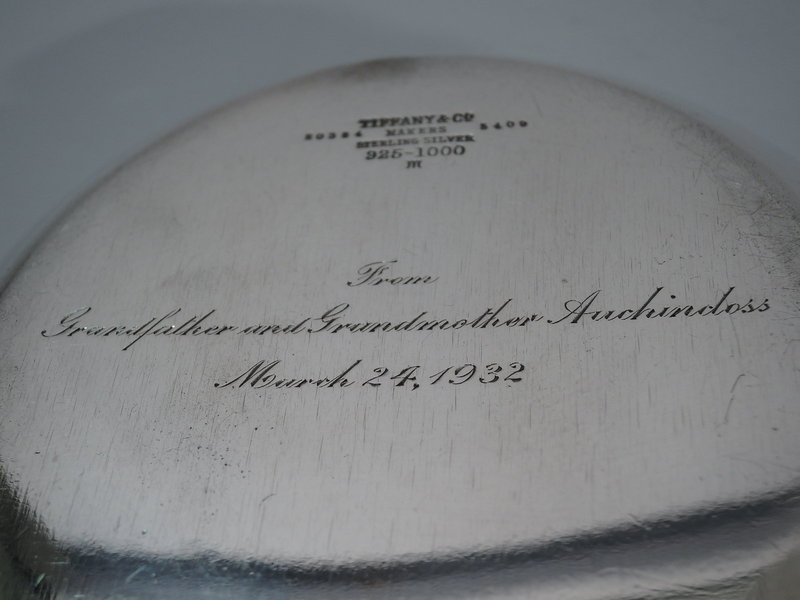 TIFFANY & CO
20384 MAKERS 5409
STERLING SILVER
925-1000
m
From
Grandfather and Grandmother Auchincloss
March 24, 1932